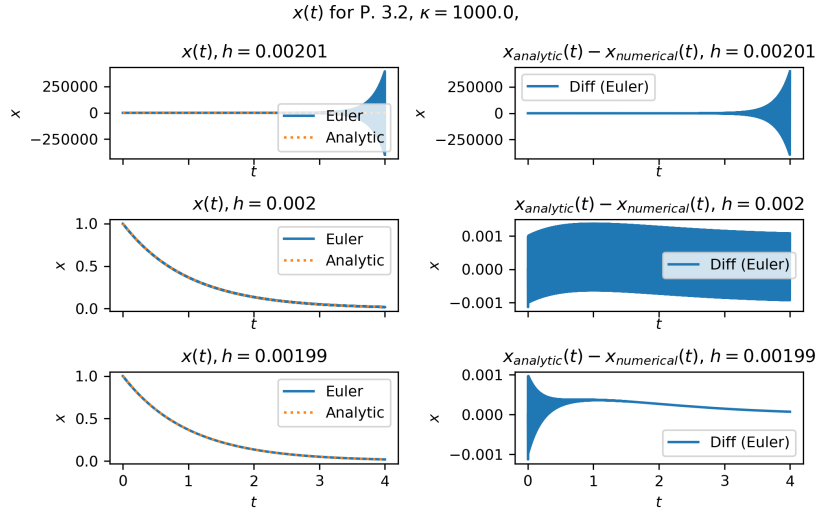 x(t) for P. 3.2, κ = 1000.0,
x(t), h = 0.00201
x
250000
0
−250000
Euler
Analytic
t
x_analytic(t) − x_numerical(t), h = 0.00201
x
250000
0
−250000
Diff (Euler)
t
x(t), h = 0.002
x
1.0
0.5
0.0
Euler
Analytic
t
x_analytic(t) − x_numerical(t), h = 0.002
x
0.001
0.000
−0.001
Diff (Euler)
t
x(t), h = 0.00199
x
1.0
0.5
0.0
Euler
Analytic
0 1 2 3 4
t
x_analytic(t) − x_numerical(t), h = 0.00199
x
0.001
0.000
−0.001
Diff (Euler)
0 1 2 3 4
t